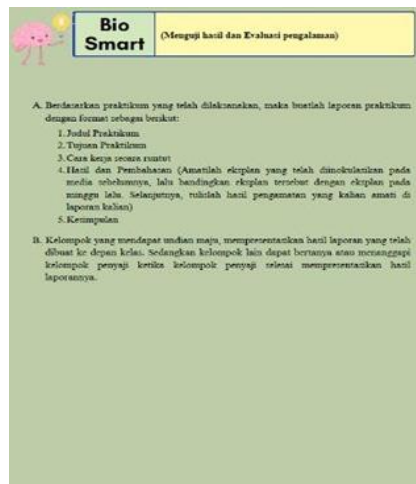 Bio
Smart
(Menguji hasil dan Evaluasi pengalaman)
A. Berdasarkan praktikum yang telah dilaksanakan, maka buatlah laporan praktikum
dengan format sebagai berikut:
1. Judul Praktikum
2. Tujuan Praktikum
3. Cara kerja secara runtut
4. Hasil dan Pembahasan (Amatilah eksplan yang telah diinokulasikan pada
media sebelumnya, lalu bandingkan eksplan tersebut dengan eksplan pada
minggu lalu. Selanjutnya, tulislah hasil pengamatan yang kalian amati di
laporan kalian)
5. Kesimpulan
B. Kelompok yang mendapat undian maju, mempresentasikan hasil laporan yang telah
dibuat ke depan kelas. Sedangkan kelompok lain dapat bertanya atau menanggapi
kelompok penyaji ketika kelompok penyaji selesai mempresentasikan hasil
laporannya.